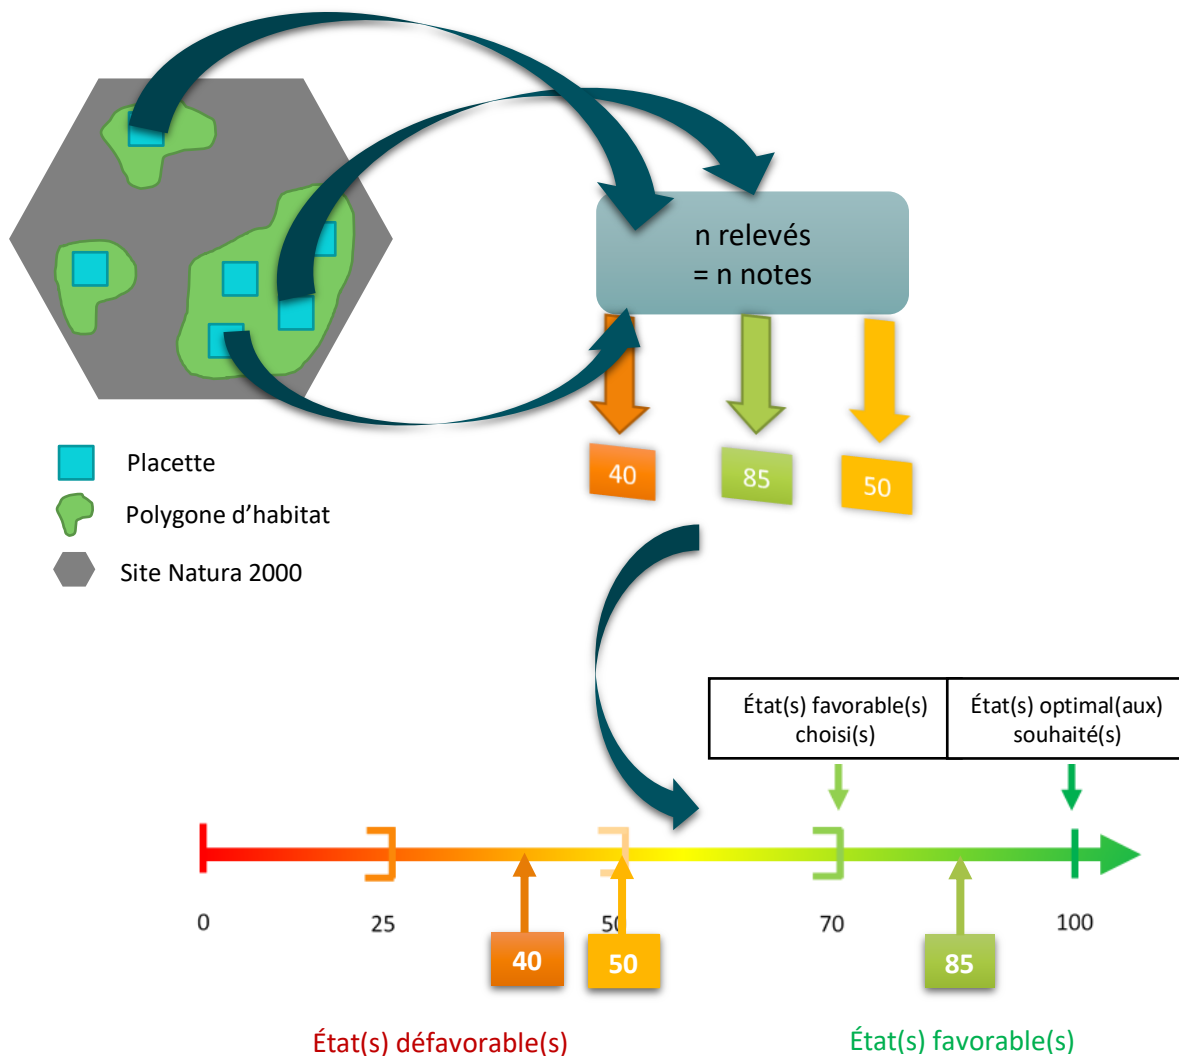 n relevés
= n notes
40
85
50
Placette
Polygone d’habitat
Site Natura 2000
État(s) favorable(s)
choisi(s)
État(s) optimal(aux)
souhaité(s)
0
25
50
70
100
40
50
85
État(s) défavorable(s)
État(s) favorable(s)